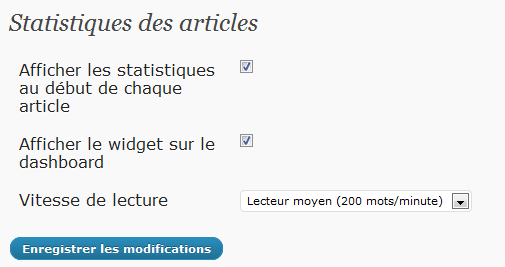 Statistiques des articles
Afficher les statistiques
au début de chaque
article
Afficher le widget sur le
dashboard
Vitesse de lecture
Lecteur moyen (200 mots/minute)
Enregistrer les modifications